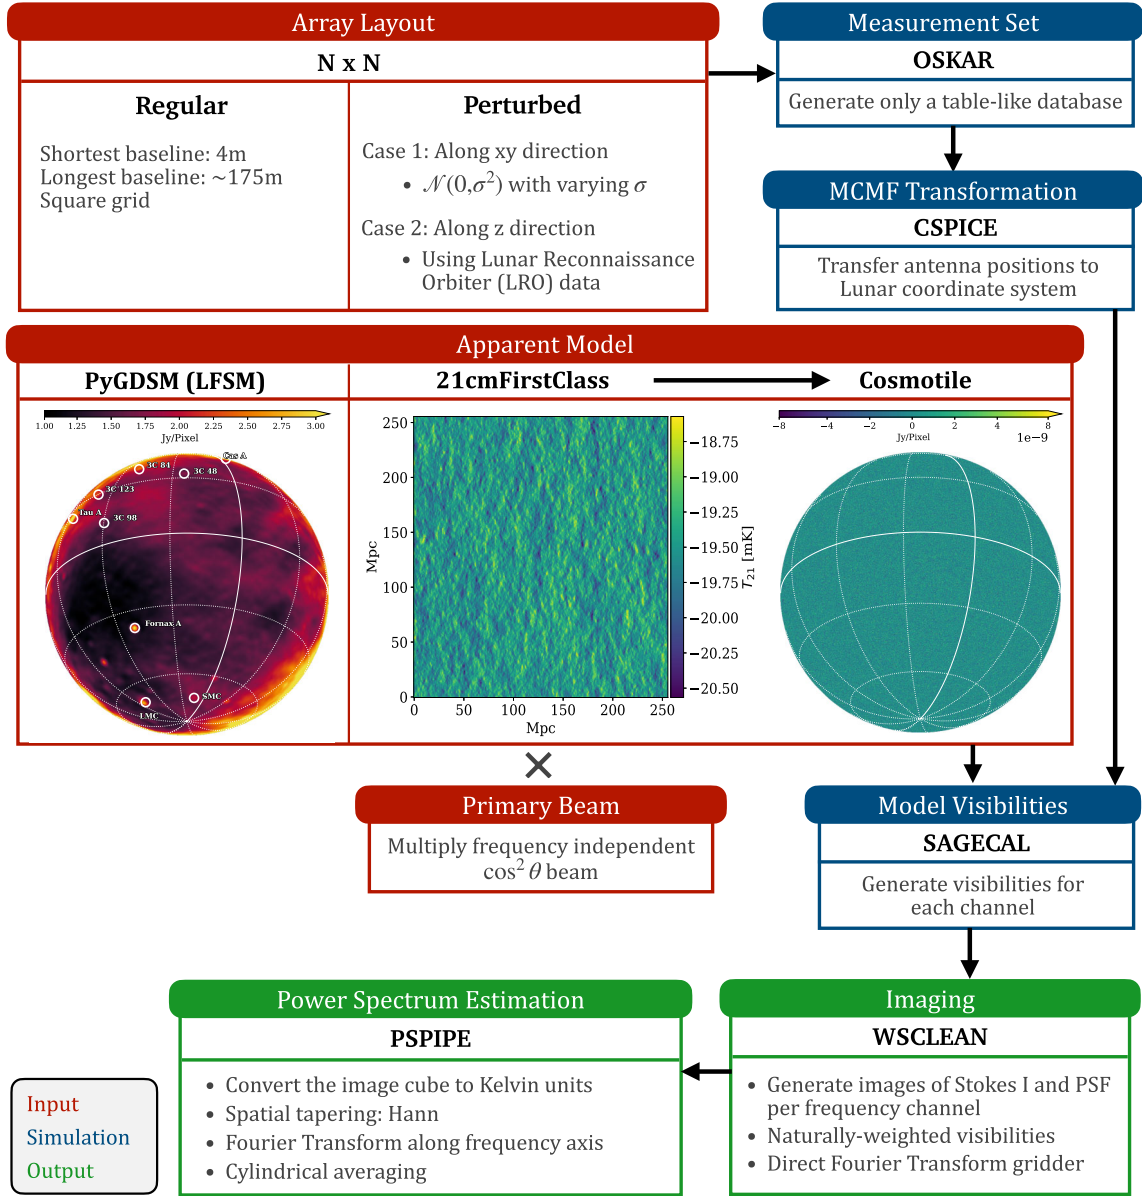 Array Layout
N x N
Regular
Shortest baseline: 4m
Longest baseline: ~175m
Square grid
Perturbed
Case 1: Along xy direction
• 𝒩(0,σ²) with varying σ
Case 2: Along z direction
• Using Lunar Reconnaissance
Orbiter (LRO) data
Measurement Set
OSKAR
Generate only a table-like database
MCMF Transformation
CSPICE
Transfer antenna positions to
Lunar coordinate system
Apparent Model
PyGDSM (LFSM)
1.00 1.25 1.50 1.75 2.00 2.25 2.50 2.75 3.00
Jy/Pixel
Cas A
3C 84
3C 48
3C 123
Tau A
3C 98
Fornax A
SMC
LMC
21cmFirstClass
Cosmotile
250
200
150
100
50
0
Mpc
0 50 100 150 200 250
Mpc
−18.75
−19.00
−19.25
−19.50
−19.75
−20.00
−20.25
−20.50
T₂₁ [mK]
−8 −6 −4 −2 0 2 4 6 8
Jy/Pixel
1e−9
×
Primary Beam
Multiply frequency independent
cos² θ beam
Model Visibilities
SAGECAL
Generate visibilities for
each channel
Imaging
WSCLEAN
• Generate images of Stokes I and PSF
per frequency channel
• Naturally-weighted visibilities
• Direct Fourier Transform gridder
Power Spectrum Estimation
PSPIPE
• Convert the image cube to Kelvin units
• Spatial tapering: Hann
• Fourier Transform along frequency axis
• Cylindrical averaging
Input
Simulation
Output